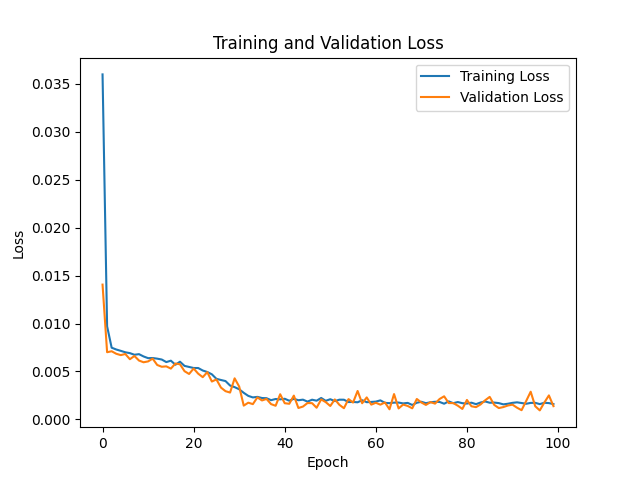 Training and Validation Loss
Training Loss
Validation Loss
0.035
0.030
0.025
0.020
0.015
0.010
0.005
0.000
Loss
0 20 40 60 80 100
Epoch